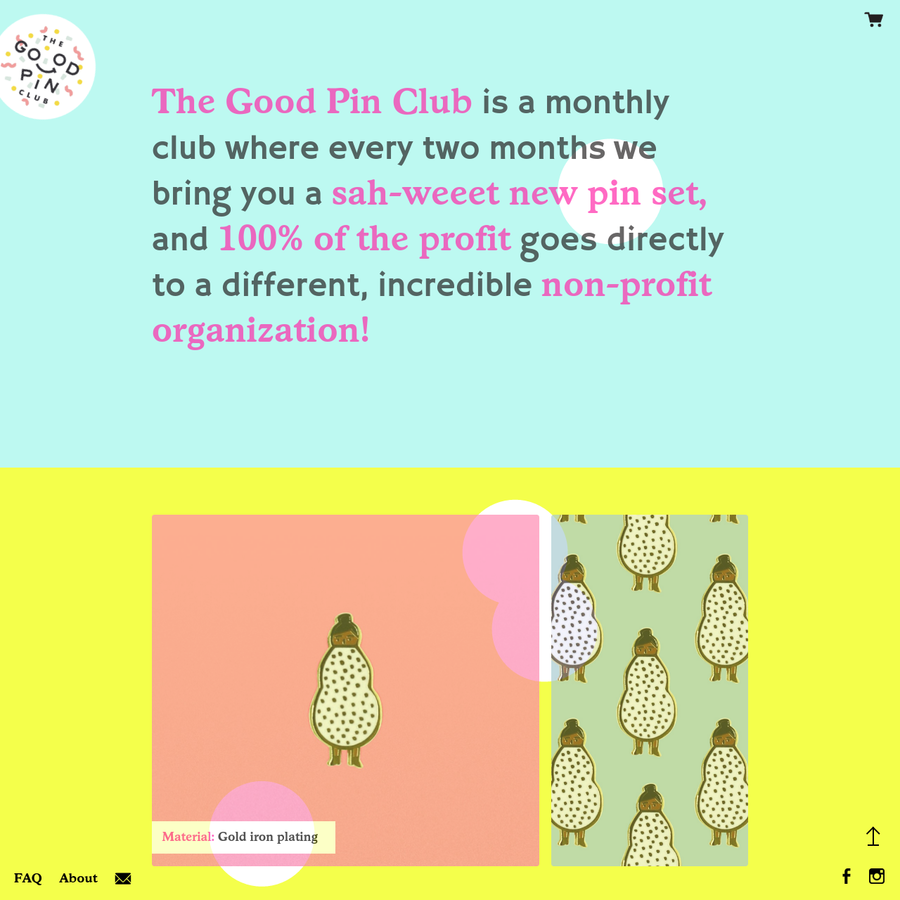 THE
GOOD
PIN
CLUB
The Good Pin Club is a monthly
club where every two months we
bring you a sah-weeet new pin set,
and 100% of the profit goes directly
to a different, incredible non-profit
organization!
Material: Gold iron plating
FAQ About